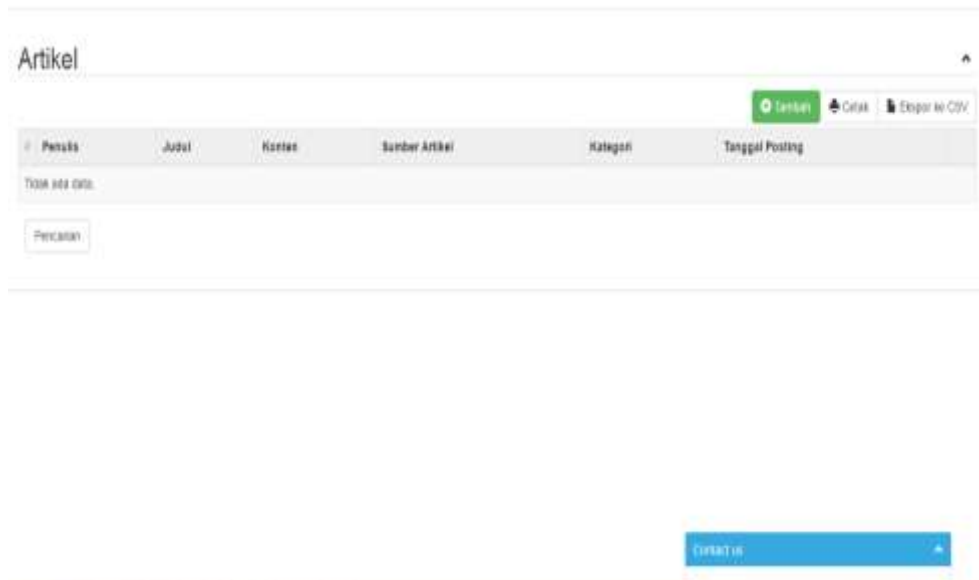 Artikel
Tambah Cetak Ekspor ke CSV
# Penulis Judul Konten Sumber Artikel Kategori Tanggal Posting
Tidak ada data.
Pencarian
Contact us